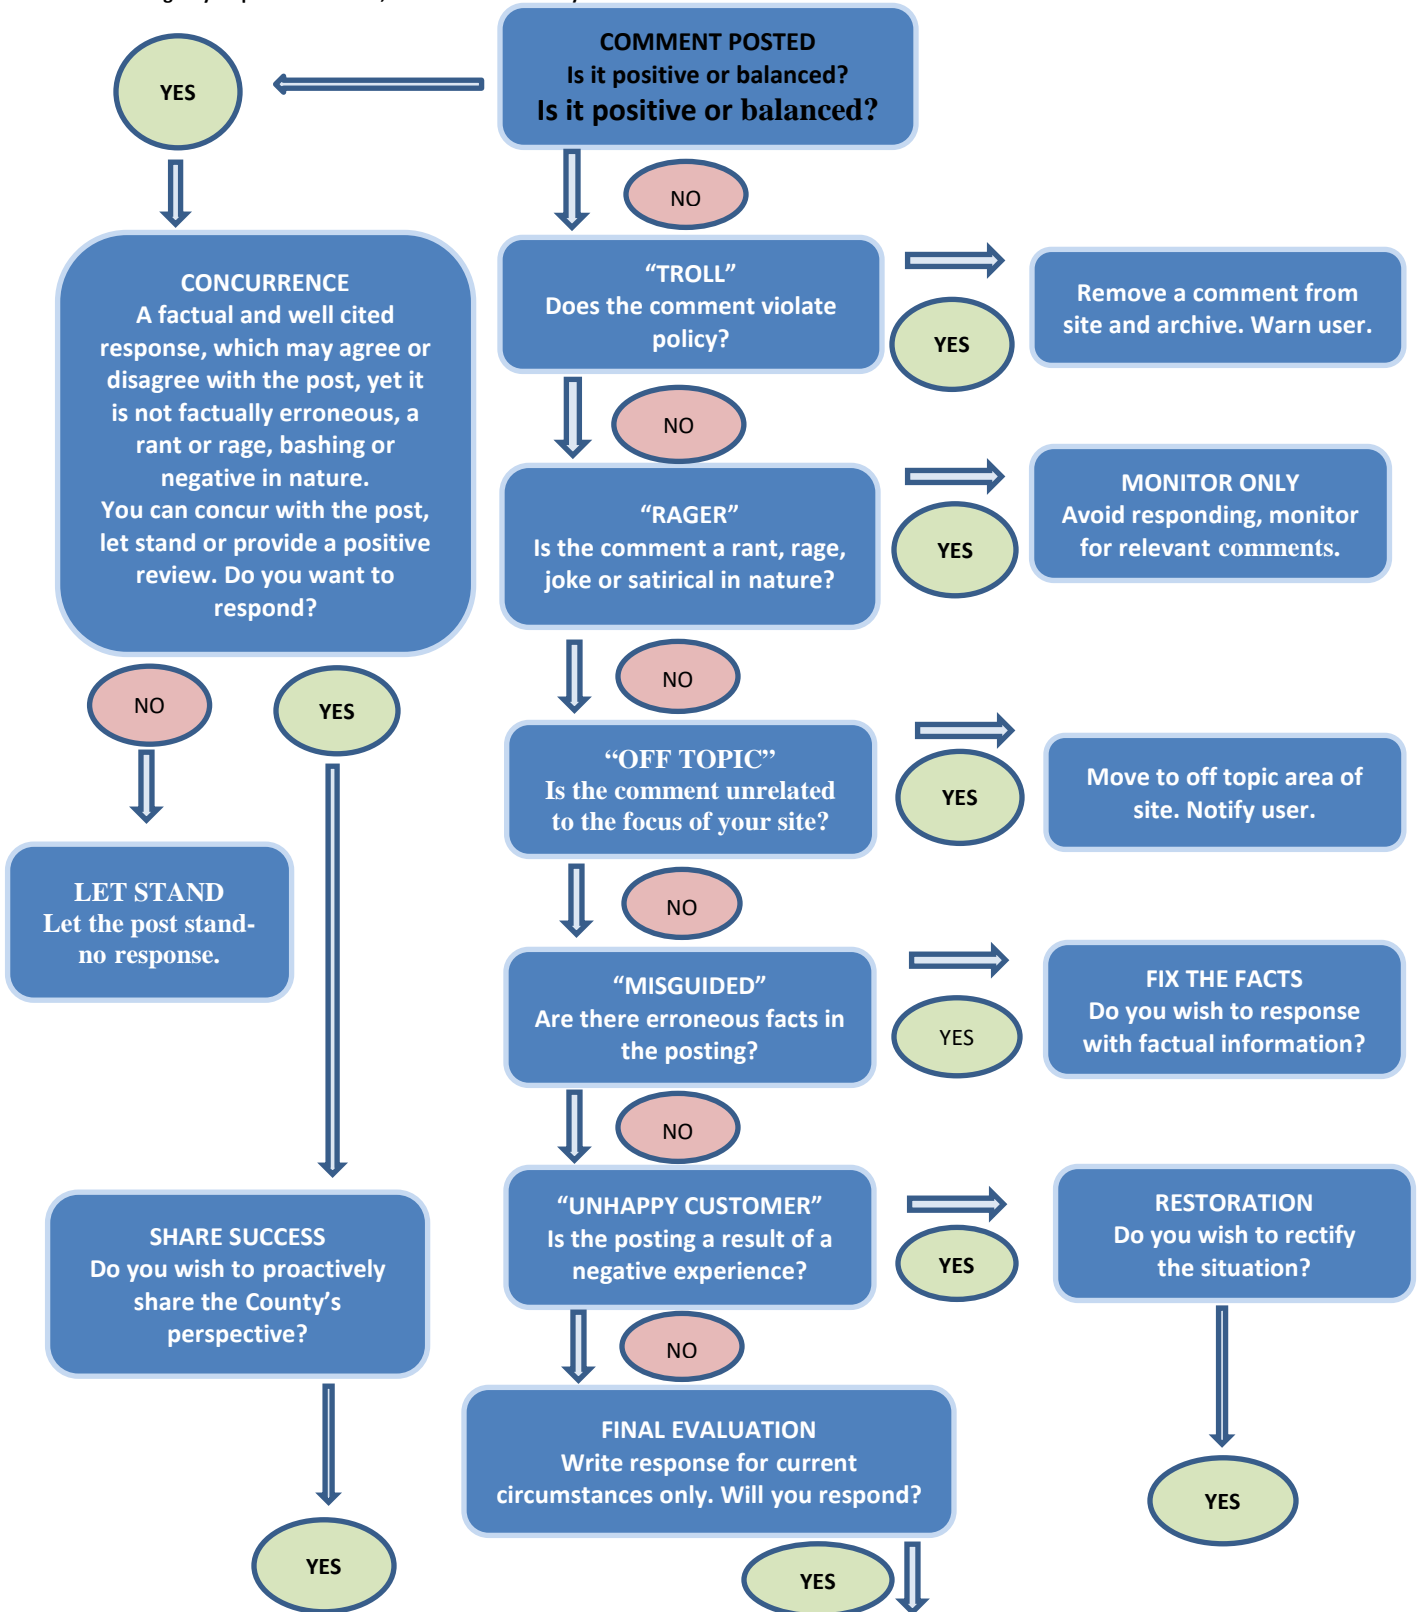 COMMENT POSTED
Is it positive or balanced?
Is it positive or balanced?
YES
NO
CONCURRENCE
A factual and well cited
response, which may agree or
disagree with the post, yet it
is not factually erroneous, a
rant or rage, bashing or
negative in nature.
You can concur with the post,
let stand or provide a positive
review. Do you want to
respond?
“TROLL”
Does the comment violate
policy?
YES
Remove a comment from
site and archive. Warn user.
NO
“RAGER”
Is the comment a rant, rage,
joke or satirical in nature?
YES
MONITOR ONLY
Avoid responding, monitor
for relevant comments.
NO
NO
YES
“OFF TOPIC”
Is the comment unrelated
to the focus of your site?
YES
Move to off topic area of
site. Notify user.
LET STAND
Let the post stand-
no response.
NO
“MISGUIDED”
Are there erroneous facts in
the posting?
YES
FIX THE FACTS
Do you wish to response
with factual information?
NO
SHARE SUCCESS
Do you wish to proactively
share the County’s
perspective?
“UNHAPPY CUSTOMER”
Is the posting a result of a
negative experience?
YES
RESTORATION
Do you wish to rectify
the situation?
NO
FINAL EVALUATION
Write response for current
circumstances only. Will you respond?
YES
YES
YES